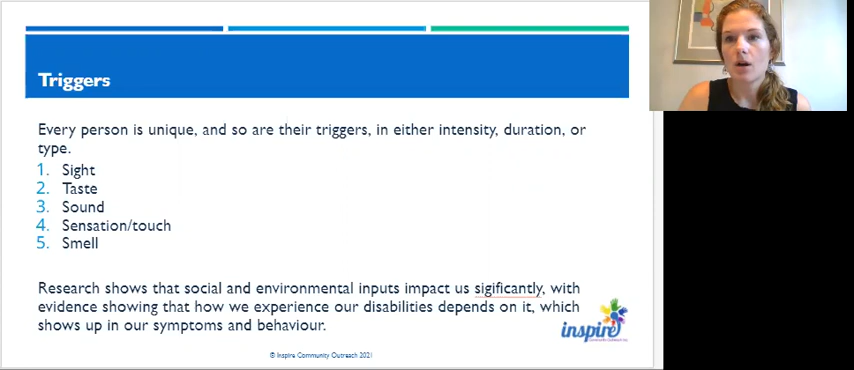 Triggers
Every person is unique, and so are their triggers, in either intensity, duration, or
type.
1. Sight
2. Taste
3. Sound
4. Sensation/touch
5. Smell
Research shows that social and environmental inputs impact us sigificantly, with
evidence showing that how we experience our disabilities depends on it, which
shows up in our symptoms and behaviour.
inspire
Community Outreach Inc.
© Inspire Community Outreach 2021